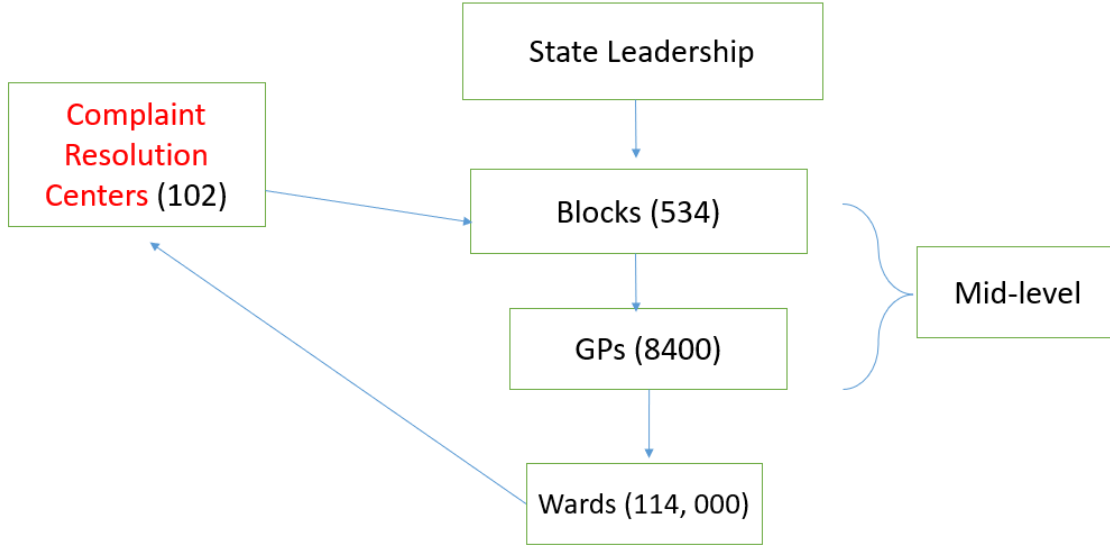 State Leadership
Complaint
Resolution
Centers (102)
Blocks (534)
Mid-level
GPs (8400)
Wards (114, 000)